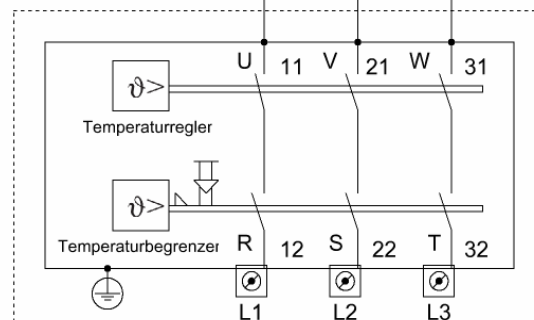 U 11 V 21 W 31
ϑ>
Temperaturregler
ϑ>
Temperaturbegrenzer
R 12 S 22 T 32
L1 L2 L3